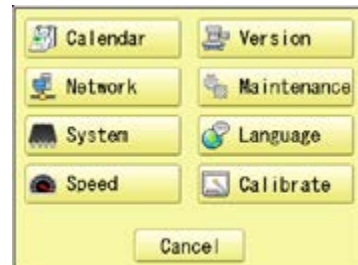 Calendar
Version
Network
Maintenance
System
Language
Speed
Calibrate
Cancel